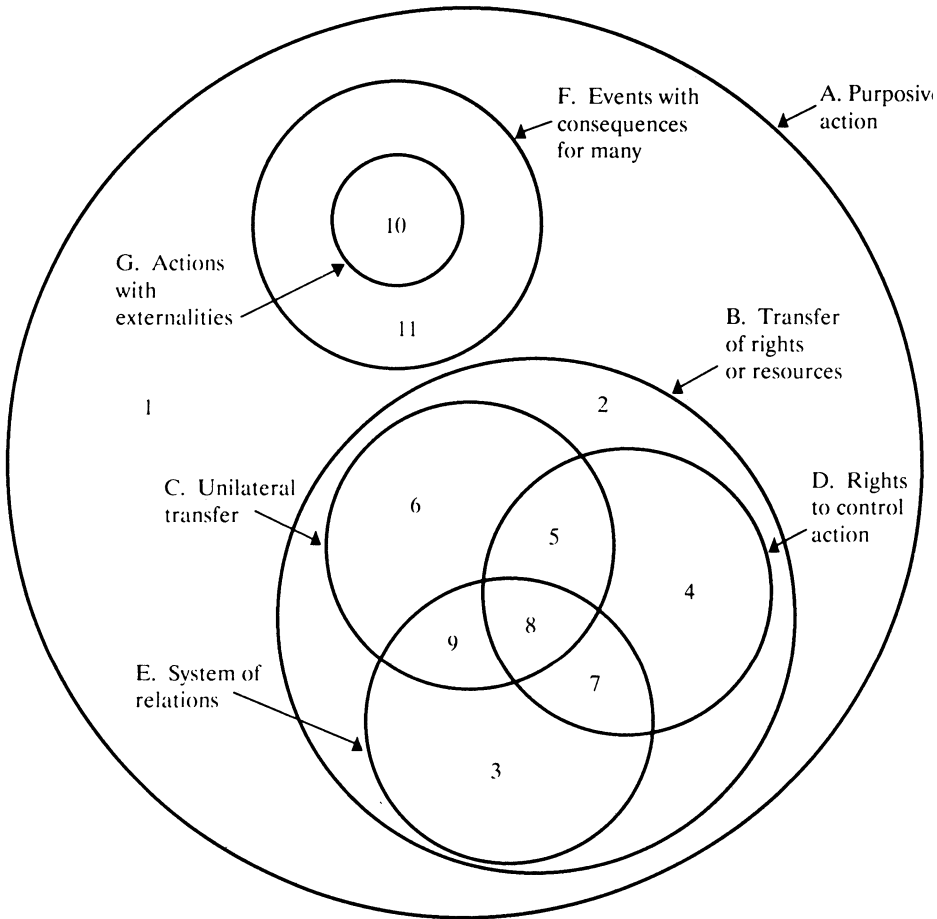 F. Events with
consequences
for many
A. Purposive
action
10
G. Actions
with
externalities
11
B. Transfer
of rights
or resources
1
2
C. Unilateral
transfer
6
D. Rights
to control
action
5
4
9
8
E. System of
relations
7
3